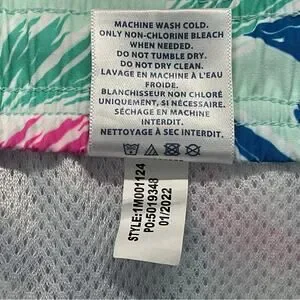 MACHINE WASH COLD.
ONLY NON-CHLORINE BLEACH
WHEN NEEDED.
DO NOT TUMBLE DRY.
DO NOT DRY CLEAN.
LAVAGE EN MACHINE À L'EAU
FROIDE.
BLANCHISSEUR NON CHLORÉ
UNIQUEMENT, SI NÉCESSAIRE.
SÉCHAGE EN MACHINE
INTERDIT.
NETTOYAGE À SEC INTERDIT.
STYLE:1M001124
PO:5019348
01/2022